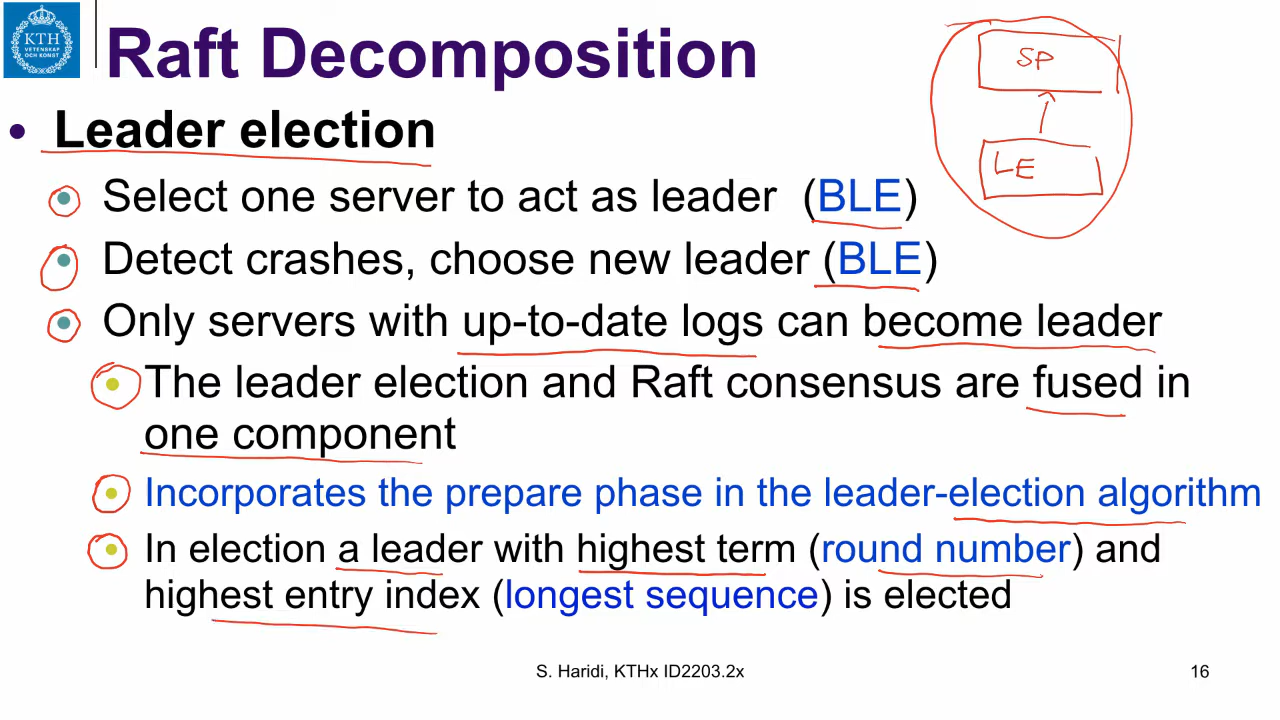 KTH
VETENSKAP
OCH KONST
Raft Decomposition
SP
LE
• Leader election
• Select one server to act as leader (BLE)
• Detect crashes, choose new leader (BLE)
• Only servers with up-to-date logs can become leader
• The leader election and Raft consensus are fused in
one component
• Incorporates the prepare phase in the leader-election algorithm
• In election a leader with highest term (round number) and
highest entry index (longest sequence) is elected
S. Haridi, KTHx ID2203.2x
16